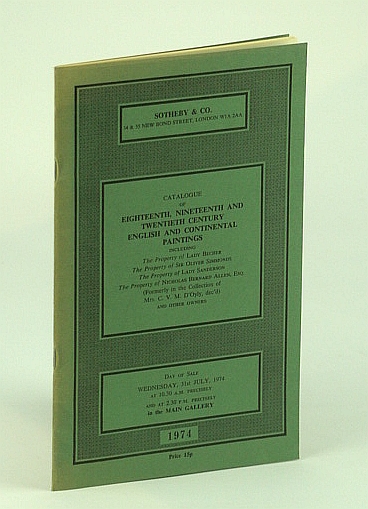 SOTHEBY & CO.
34 & 35 NEW BOND STREET, LONDON W1A 2AA
CATALOGUE
OF
EIGHTEENTH, NINETEENTH AND
TWENTIETH CENTURY
ENGLISH AND CONTINENTAL
PAINTINGS
INCLUDING
The Property of LADY BECHER
The Property of SIR OLIVER SIMMONDS
The Property of LADY SANDERSON
The Property of NICHOLAS BERNARD ALLEN, ESQ.
(Formerly in the Collection of
MRS. C. V. M. D'Oyly, dec'd)
AND OTHER OWNERS
DAY OF SALE
WEDNESDAY, 31st JULY, 1974
AT 10.30 A.M. PRECISELY
AND AT 2.30 P.M. PRECISELY
in the MAIN GALLERY
1974
Price 15p